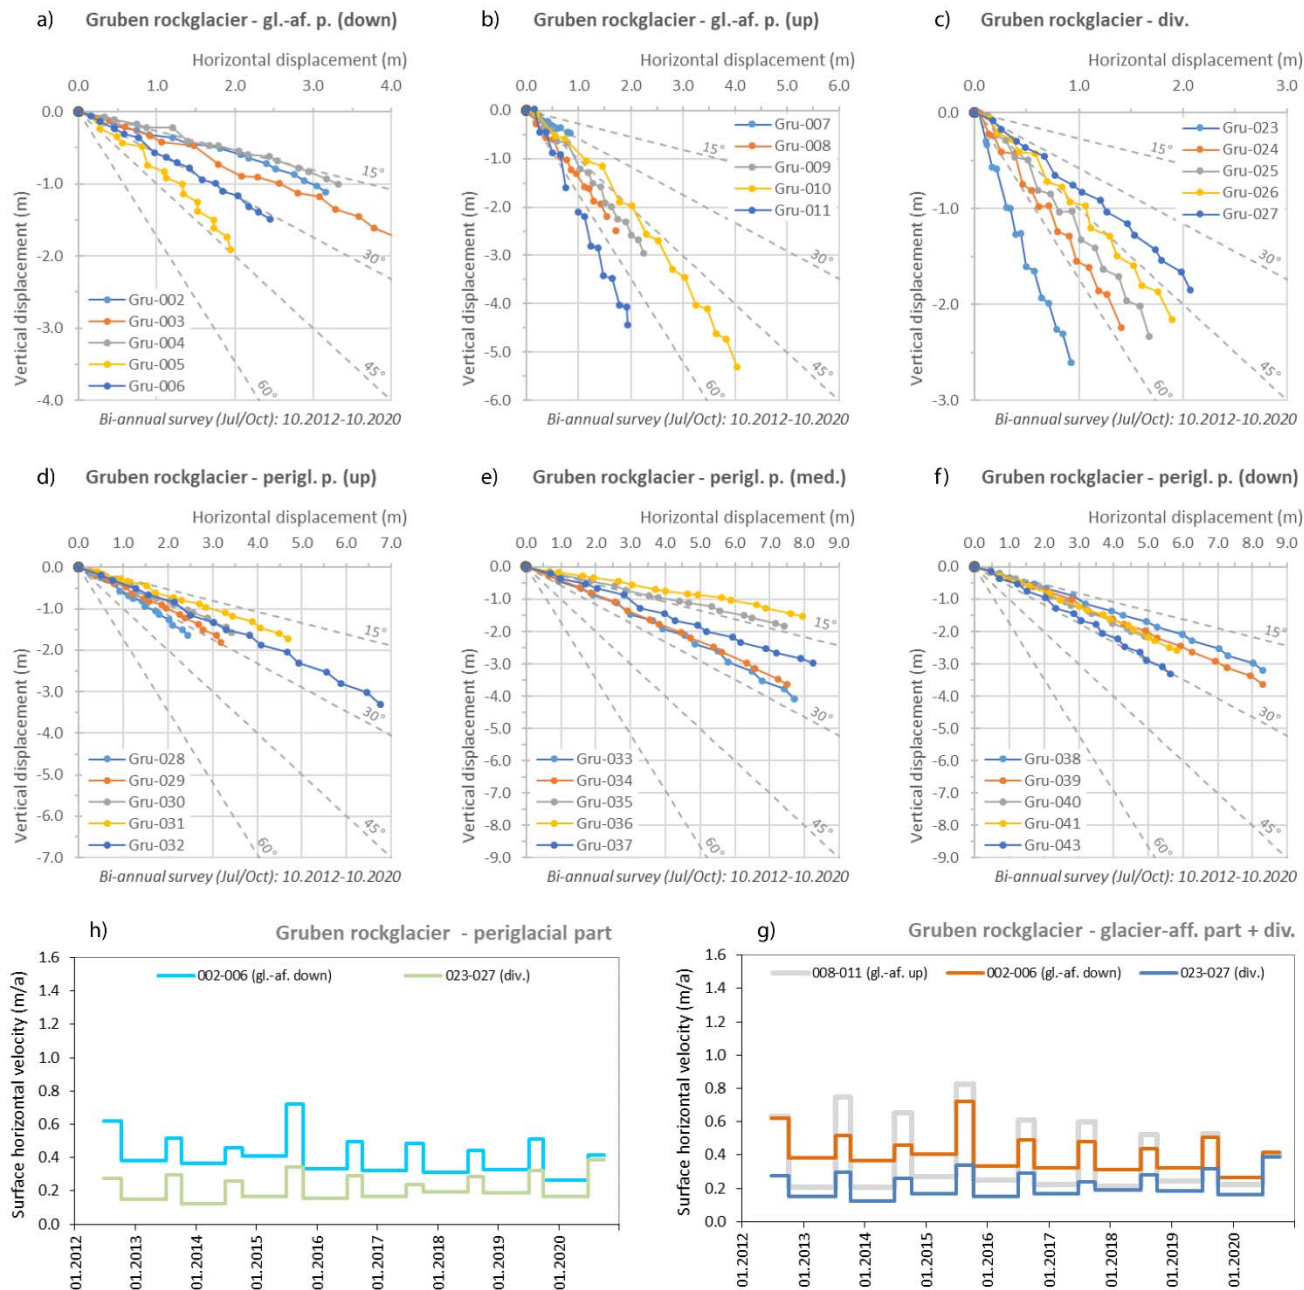 a) Gruben rockglacier - gl.-af. p. (down)
Horizontal displacement (m)
0.0 1.0 2.0 3.0 4.0
0.0
-1.0
-2.0
-3.0
-4.0
Vertical displacement (m)
15°
30°
45°
60°
Gru-002
Gru-003
Gru-004
Gru-005
Gru-006
Bi-annual survey (Jul/Oct): 10.2012-10.2020
b) Gruben rockglacier - gl.-af. p. (up)
Horizontal displacement (m)
0.0 1.0 2.0 3.0 4.0 5.0 6.0
0.0
-1.0
-2.0
-3.0
-4.0
-5.0
-6.0
Vertical displacement (m)
Gru-007
Gru-008
Gru-009
Gru-010
Gru-011
15°
30°
45°
60°
Bi-annual survey (Jul/Oct): 10.2012-10.2020
c) Gruben rockglacier - div.
Horizontal displacement (m)
0.0 1.0 2.0 3.0
0.0
-1.0
-2.0
-3.0
Vertical displacement (m)
Gru-023
Gru-024
Gru-025
Gru-026
Gru-027
15°
30°
45°
60°
Bi-annual survey (Jul/Oct): 10.2012-10.2020
d) Gruben rockglacier - perigl. p. (up)
Horizontal displacement (m)
0.0 1.0 2.0 3.0 4.0 5.0 6.0 7.0
0.0
-1.0
-2.0
-3.0
-4.0
-5.0
-6.0
-7.0
Vertical displacement (m)
15°
30°
45°
60°
Gru-028
Gru-029
Gru-030
Gru-031
Gru-032
Bi-annual survey (Jul/Oct): 10.2012-10.2020
e) Gruben rockglacier - perigl. p. (med.)
Horizontal displacement (m)
0.0 1.0 2.0 3.0 4.0 5.0 6.0 7.0 8.0 9.0
0.0
-1.0
-2.0
-3.0
-4.0
-5.0
-6.0
-7.0
-8.0
-9.0
Vertical displacement (m)
15°
30°
45°
60°
Gru-033
Gru-034
Gru-035
Gru-036
Gru-037
Bi-annual survey (Jul/Oct): 10.2012-10.2020
f) Gruben rockglacier - perigl. p. (down)
Horizontal displacement (m)
0.0 1.0 2.0 3.0 4.0 5.0 6.0 7.0 8.0 9.0
0.0
-1.0
-2.0
-3.0
-4.0
-5.0
-6.0
-7.0
-8.0
-9.0
Vertical displacement (m)
15°
30°
45°
60°
Gru-038
Gru-039
Gru-040
Gru-041
Gru-043
Bi-annual survey (Jul/Oct): 10.2012-10.2020
h) Gruben rockglacier - periglacial part
1.6
1.4
1.2
1.0
0.8
0.6
0.4
0.2
0.0
Surface horizontal velocity (m/a)
002-006 (gl.-af. down) 023-027 (div.)
01.2012 01.2013 01.2014 01.2015 01.2016 01.2017 01.2018 01.2019 01.2020
g) Gruben rockglacier - glacier-aff. part + div.
1.6
1.4
1.2
1.0
0.8
0.6
0.4
0.2
0.0
Surface horizontal velocity (m/a)
008-011 (gl.-af. up) 002-006 (gl.-af. down) 023-027 (div.)
01.2012 01.2013 01.2014 01.2015 01.2016 01.2017 01.2018 01.2019 01.2020